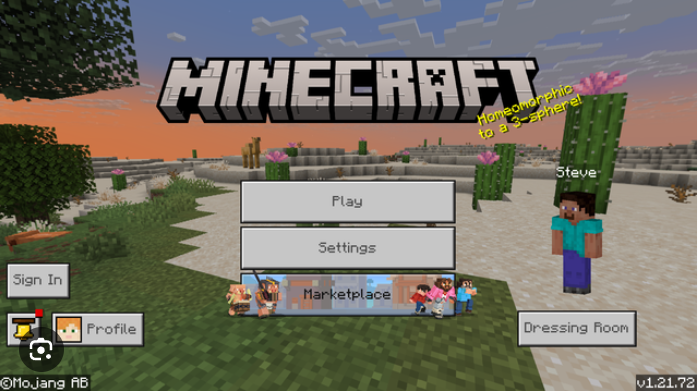 MINECRAFT
Homeomorphic
to a 3-sphere!
Steve
Play
Settings
Marketplace
Sign In
Profile
Dressing Room
©Mojang AB
v1.21.72